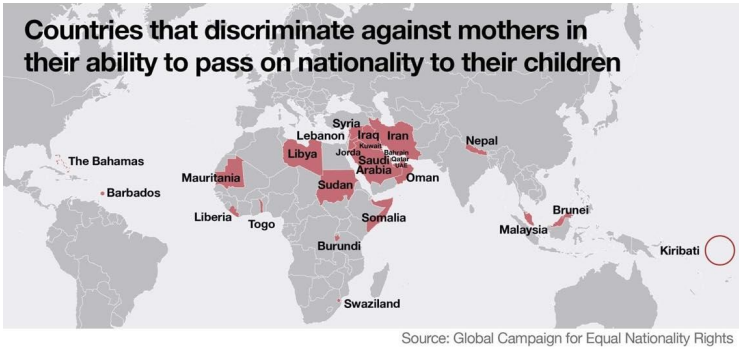 Countries that discriminate against mothers in
their ability to pass on nationality to their children
Syria
Lebanon
Iraq
Iran
Kuwait
Jorda
Bahrain
Qatar
UAE
Saudi
Arabia
Oman
Nepal
The Bahamas
Barbados
Mauritania
Libya
Sudan
Liberia
Togo
Somalia
Burundi
Swaziland
Brunei
Malaysia
Kiribati
Source: Global Campaign for Equal Nationality Rights